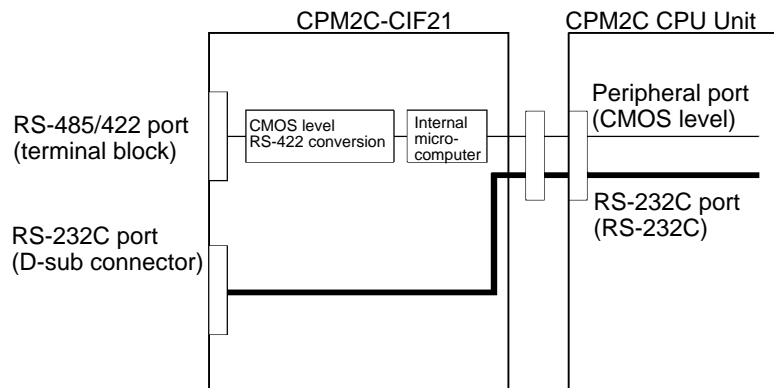 CPM2C-CIF21
CPM2C CPU Unit
RS-485/422 port
(terminal block)
CMOS level
RS-422 conversion
Internal
micro-
computer
Peripheral port
(CMOS level)
RS-232C port
(D-sub connector)
RS-232C port
(RS-232C)